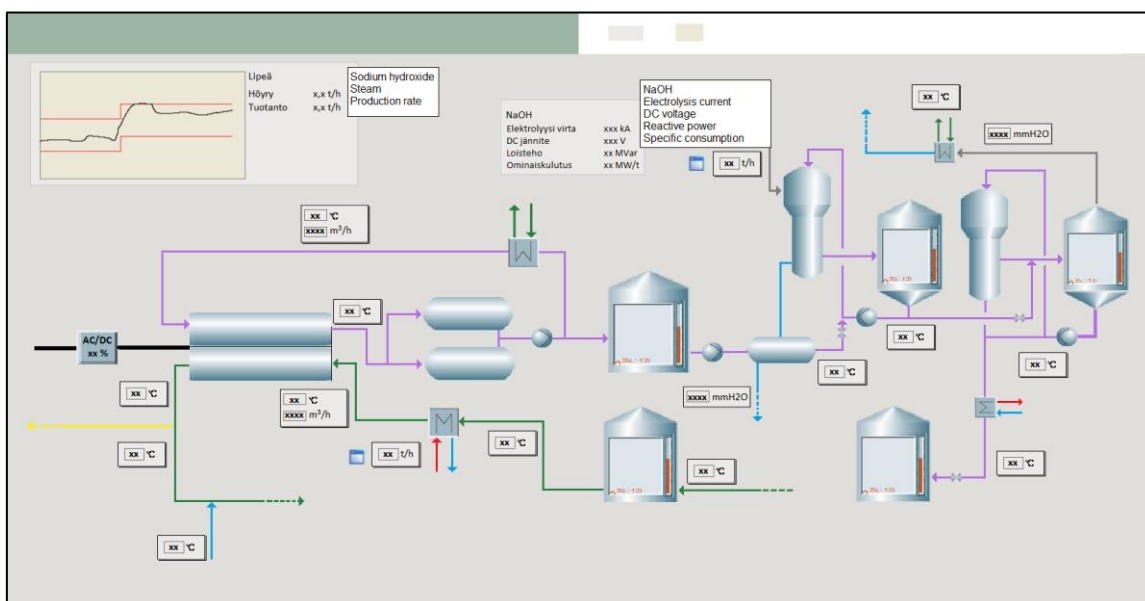 Lipeä
Höyry x,x t/h
Tuotanto x,x t/h
Sodium hydroxide
Steam
Production rate
NaOH
Elektrolyysi virta xxx kA
DC jännite xxx V
Loisteho xx MVar
Ominaiskulutus xx MW/t
NaOH
Electrolysis current
DC voltage
Reactive power
Specific consumption
xx t/h
xx °C
xxxx mmH2O
xx °C
xxxx m³/h
xx °C
AC/DC
xx %
xx °C
xx °C
xx °C
xx °C
xxxx m³/h
xxxx mmH2O
xx °C
xx °C
xx t/h
xx °C
xx °C
xx °C
xx °C